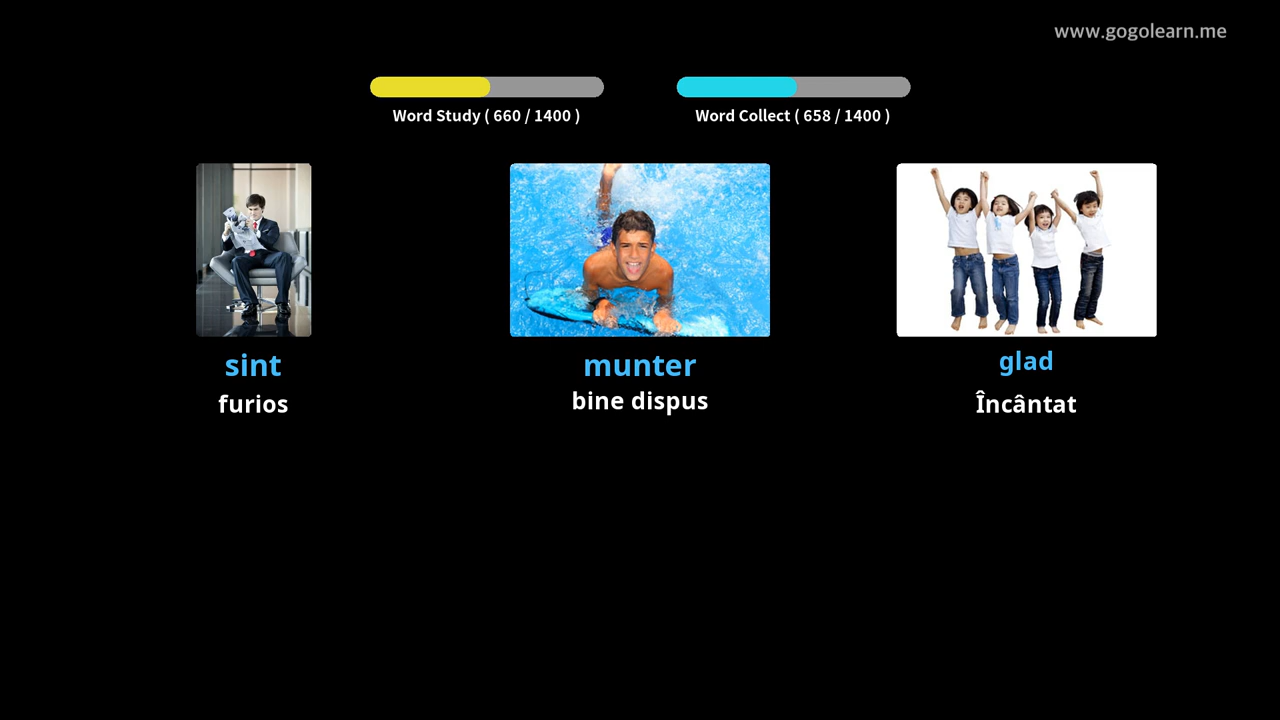 www.gogolearn.me
Word Study ( 660 / 1400 )
Word Collect ( 658 / 1400 )
sint
furios
munter
bine dispus
glad
Încântat